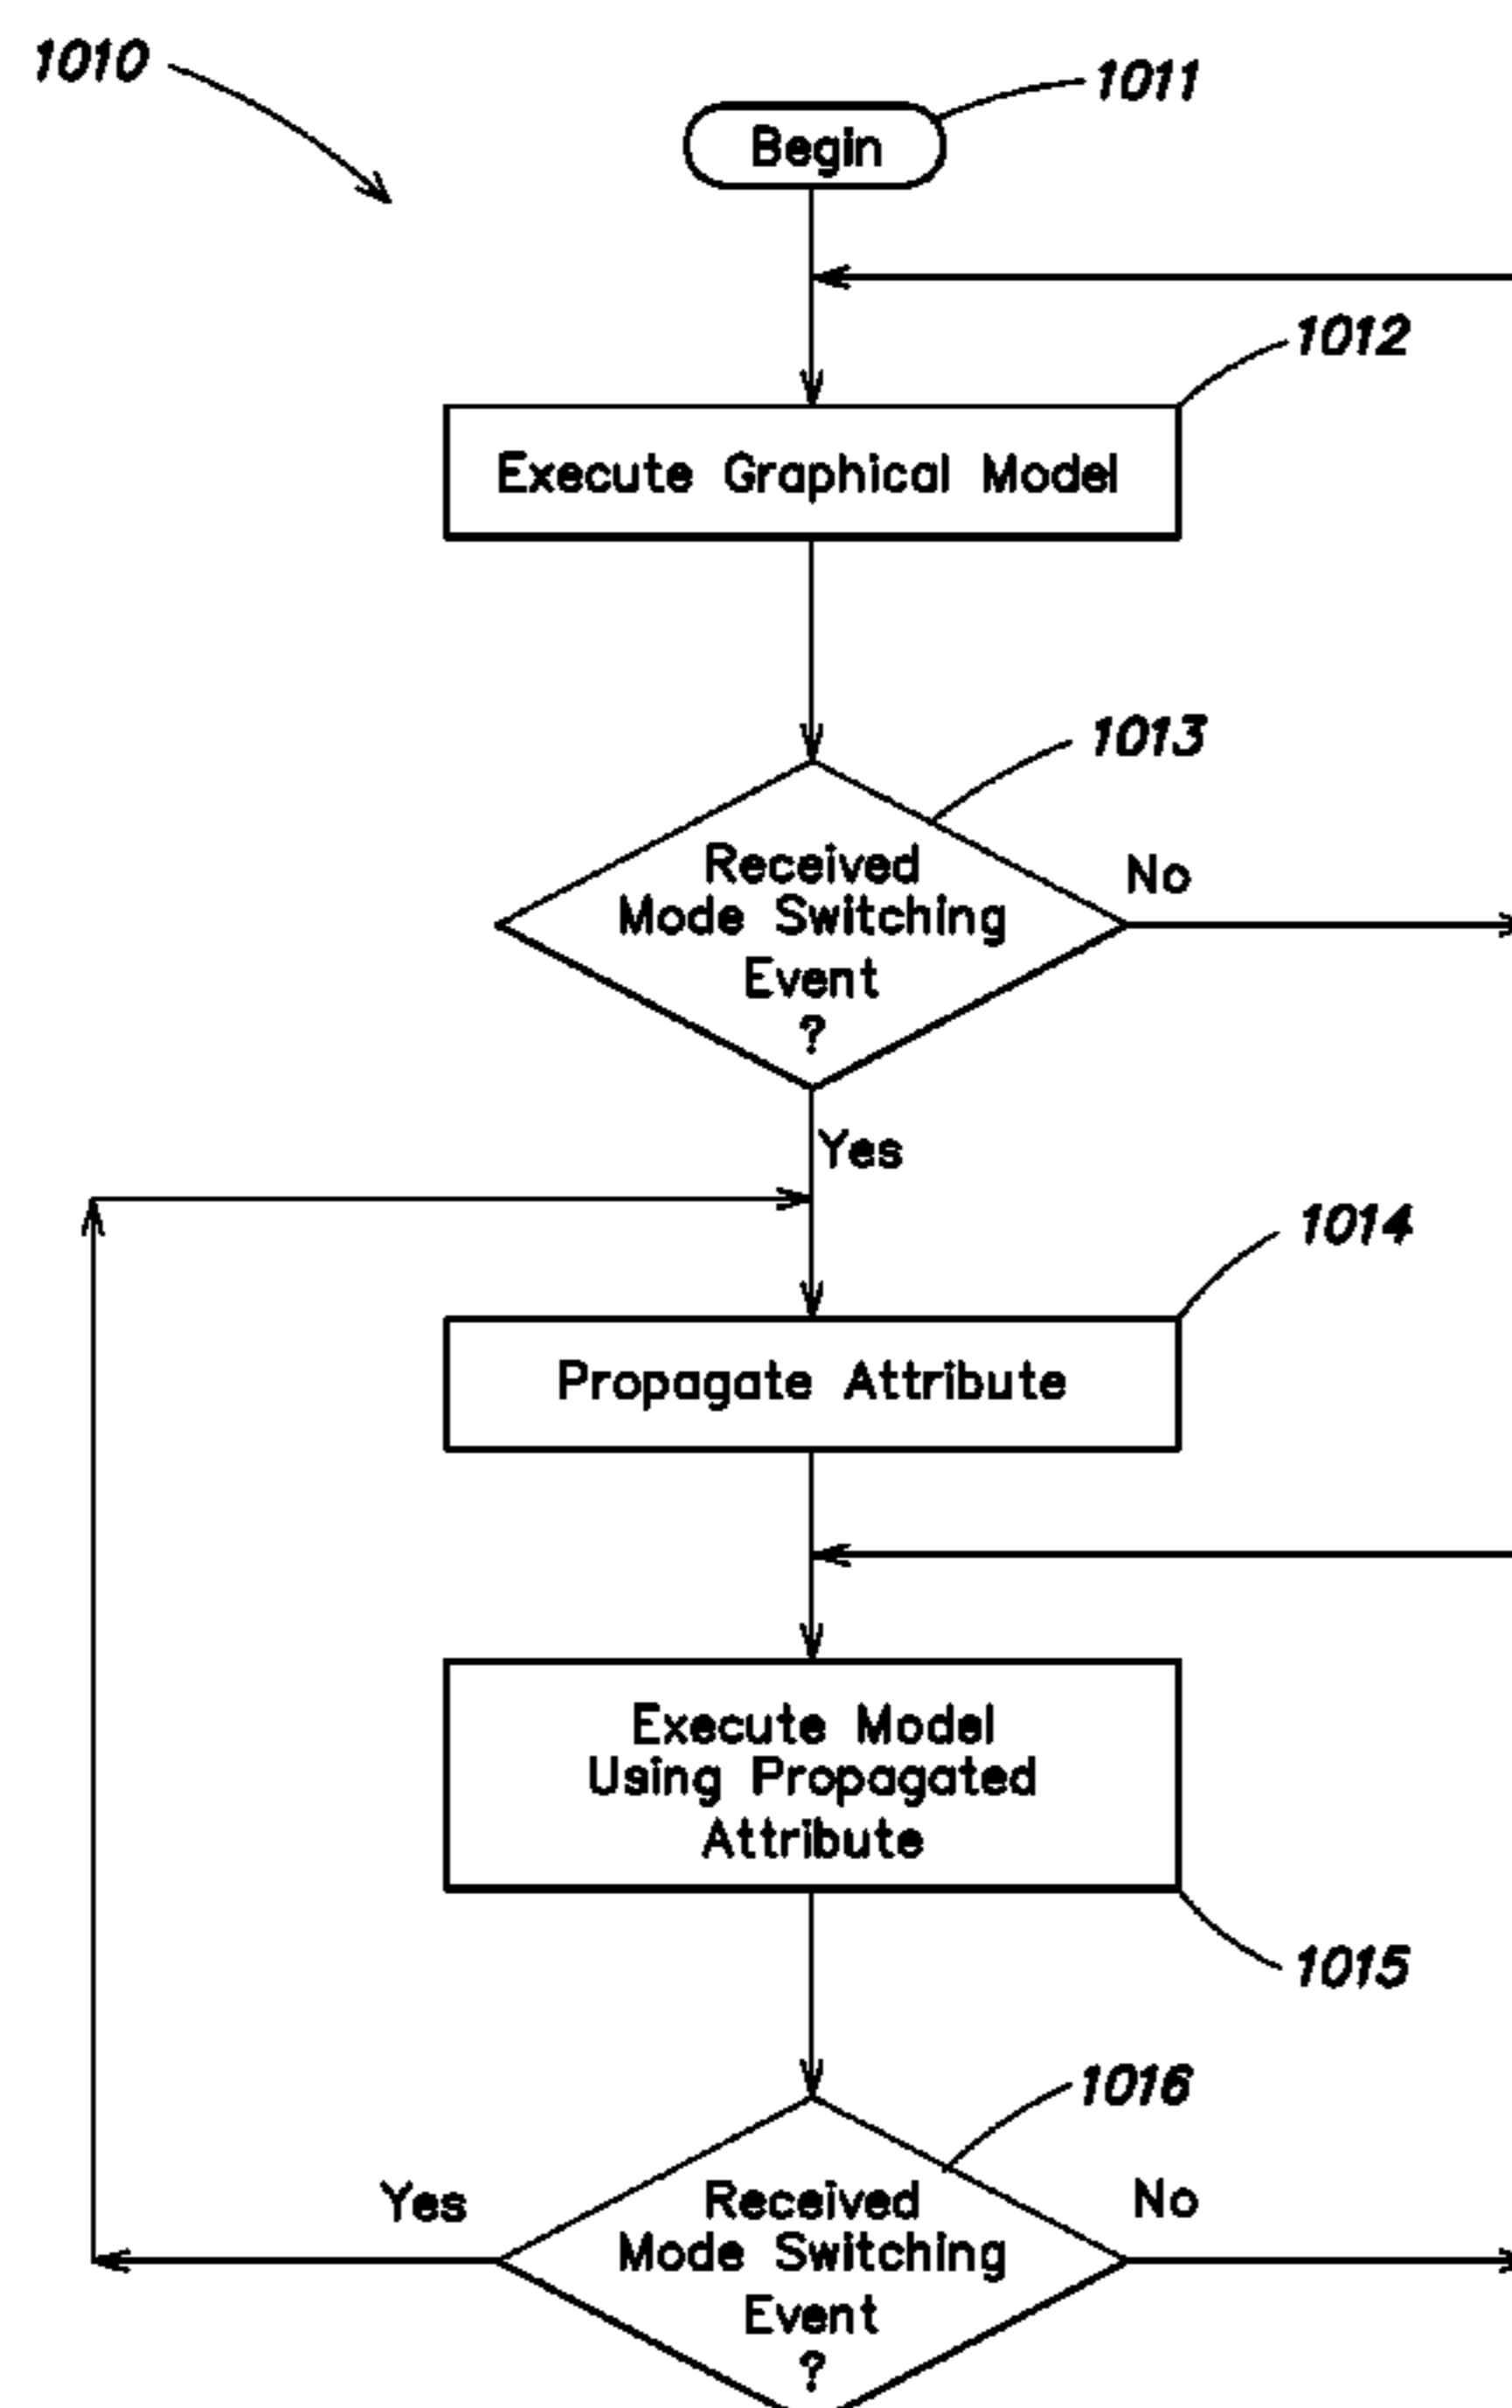 1010
1011
Begin
1012
Execute Graphical Model
1013
Received
Mode Switching
Event
?
No
Yes
1014
Propagate Attribute
Execute Model
Using Propagated
Attribute
1015
1016
Yes
Received
Mode Switching
Event
?
No